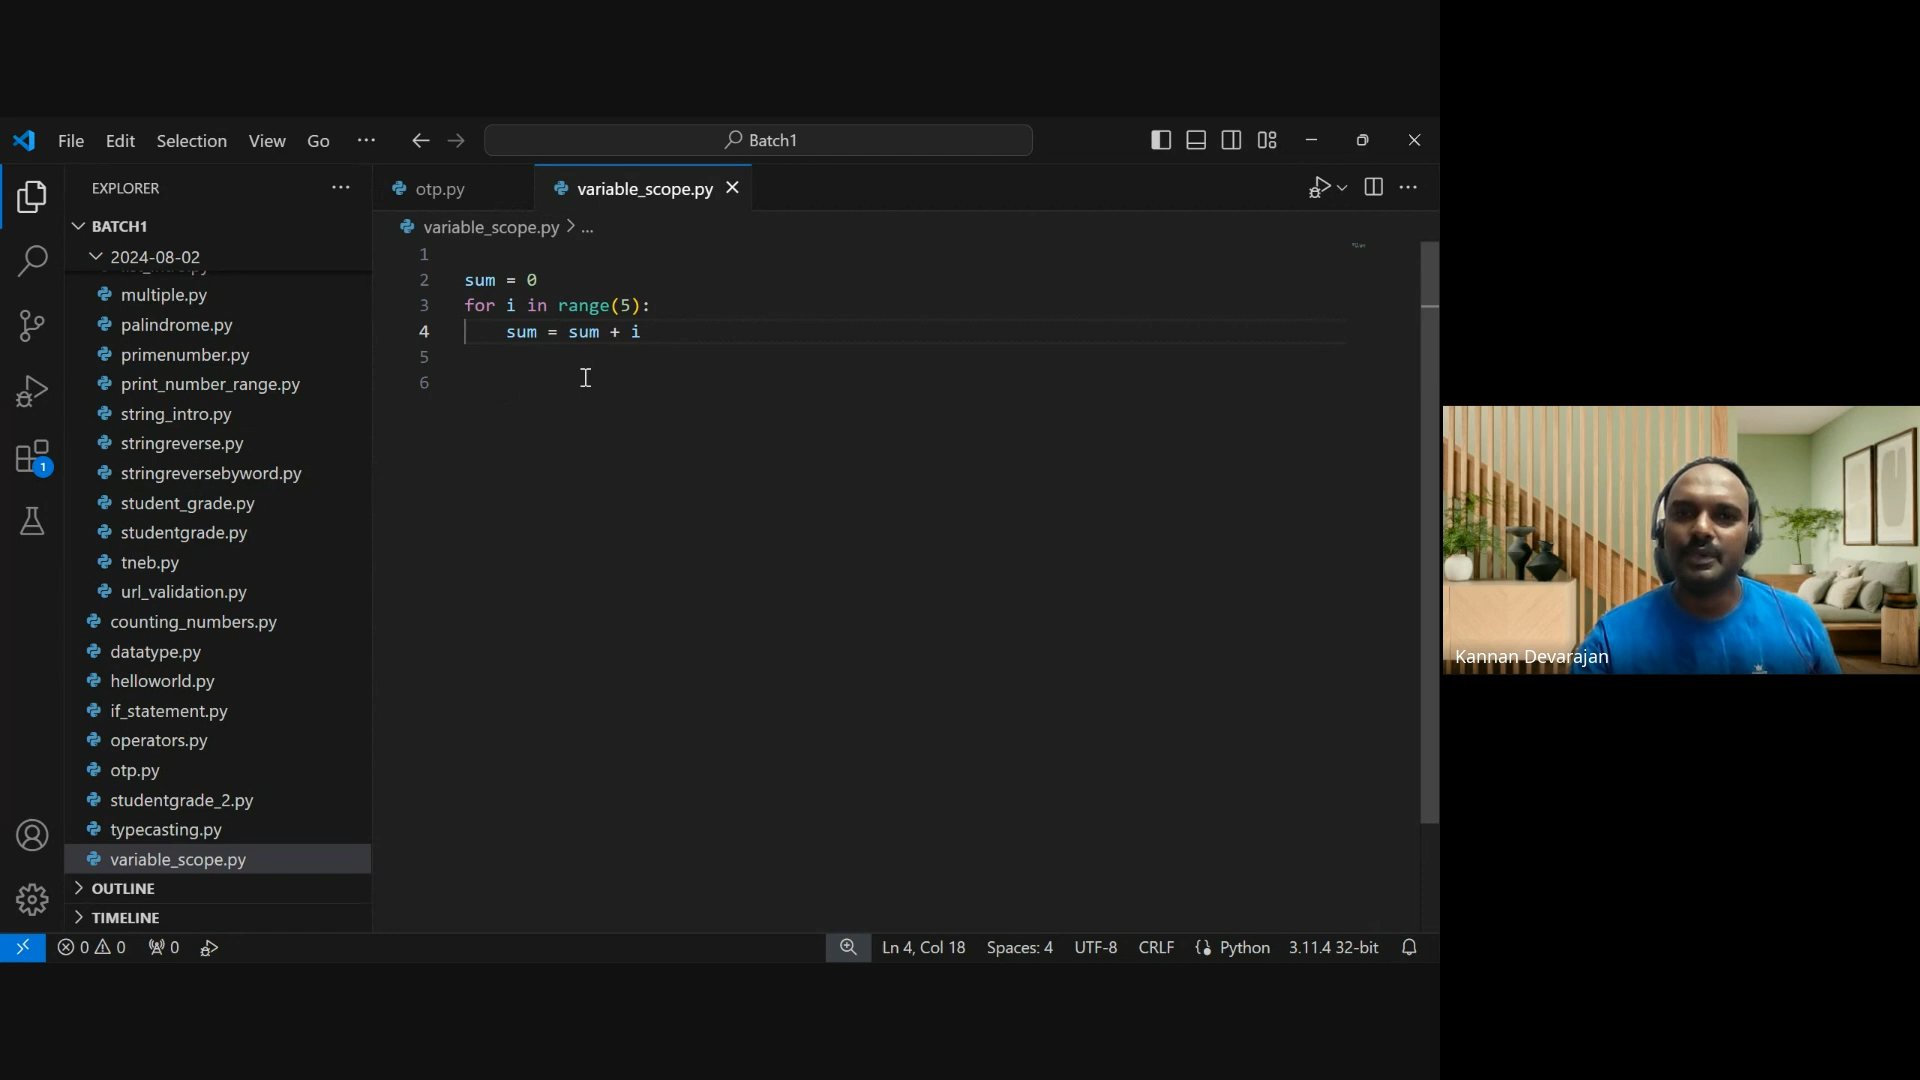 File Edit Selection View Go ··· Batch1
EXPLORER ···
BATCH1
2024-08-02
multiple.py
palindrome.py
primenumber.py
print_number_range.py
string_intro.py
stringreverse.py
stringreversebyword.py
student_grade.py
studentgrade.py
tneb.py
url_validation.py
counting_numbers.py
datatype.py
helloworld.py
if_statement.py
operators.py
otp.py
studentgrade_2.py
typecasting.py
variable_scope.py
OUTLINE
TIMELINE
1
otp.py variable_scope.py
variable_scope.py > ...
1
2 sum = 0
3 for i in range(5):
4 sum = sum + i
5
6
0 0 0 Ln 4, Col 18 Spaces: 4 UTF-8 CRLF Python 3.11.4 32-bit
Kannan Devarajan